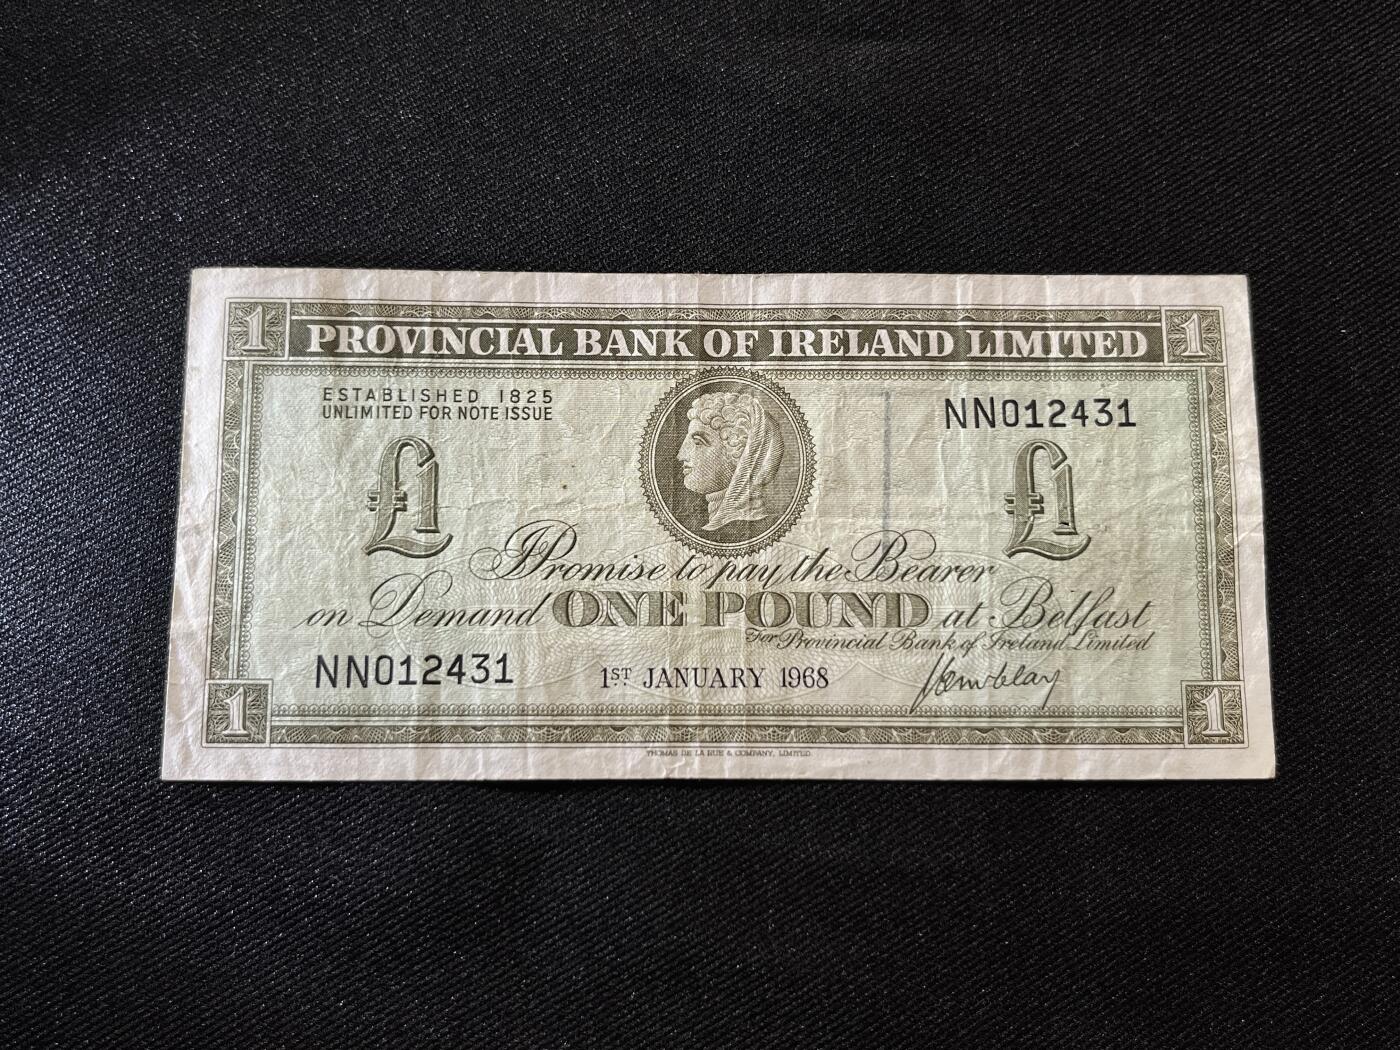 1 PROVINCIAL BANK OF IRELAND LIMITED 1
ESTABLISHED 1825
UNLIMITED FOR NOTE ISSUE
NN012431
£1 £1
I Promise to pay the Bearer
on Demand ONE POUND at Belfast
For Provincial Bank of Ireland Limited
NN012431 1ST JANUARY 1968
1 1
THOMAS DE LA RUE & COMPANY, LIMITED.